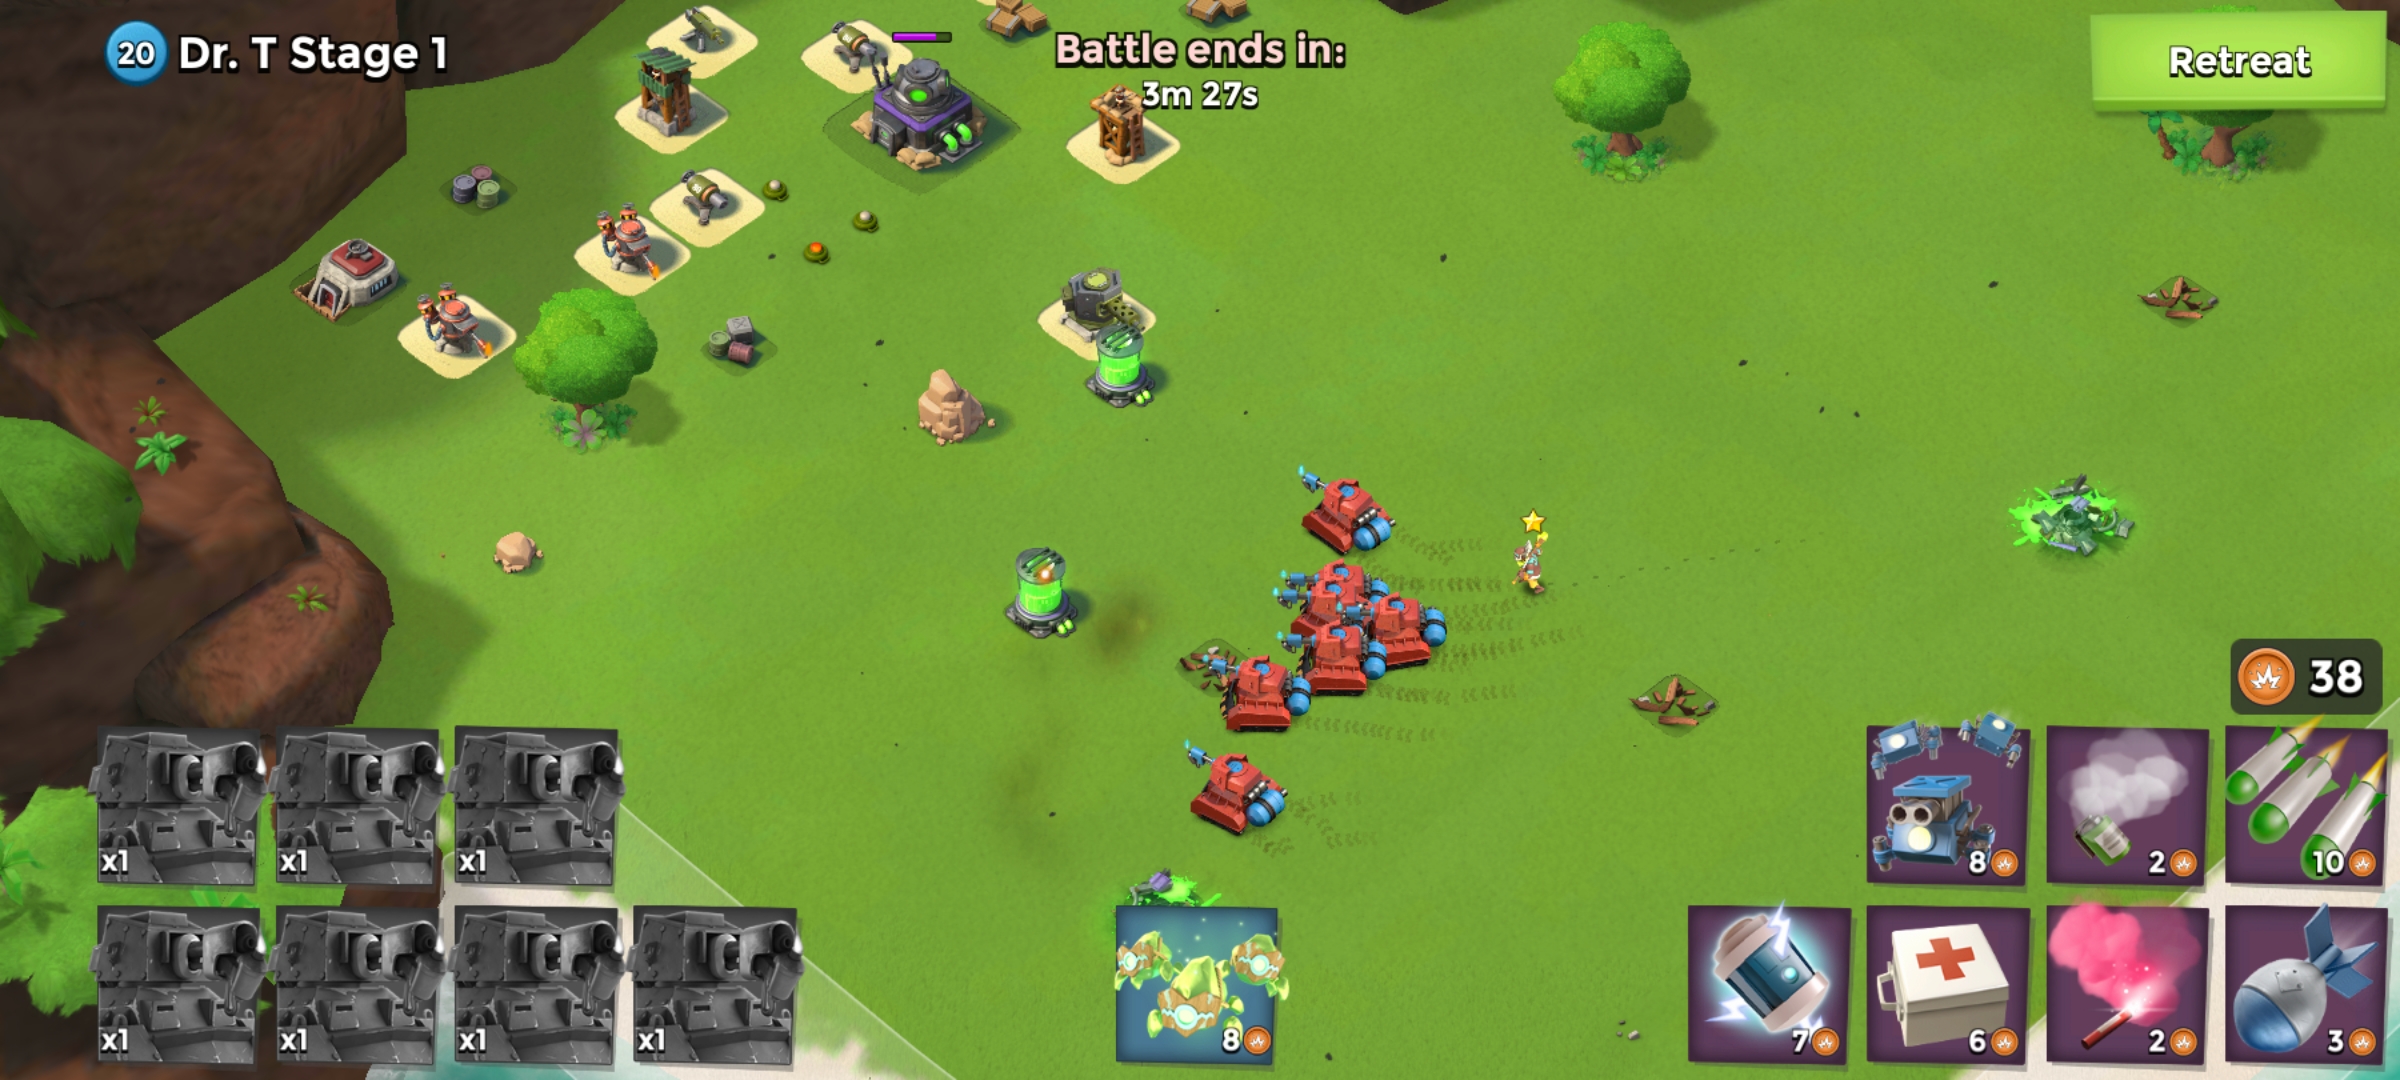 20 Dr. T Stage 1
Battle ends in:
3m 27s
Retreat
38
x1 x1 x1
8 2 10
x1 x1 x1 x1
8
7 6 2 3